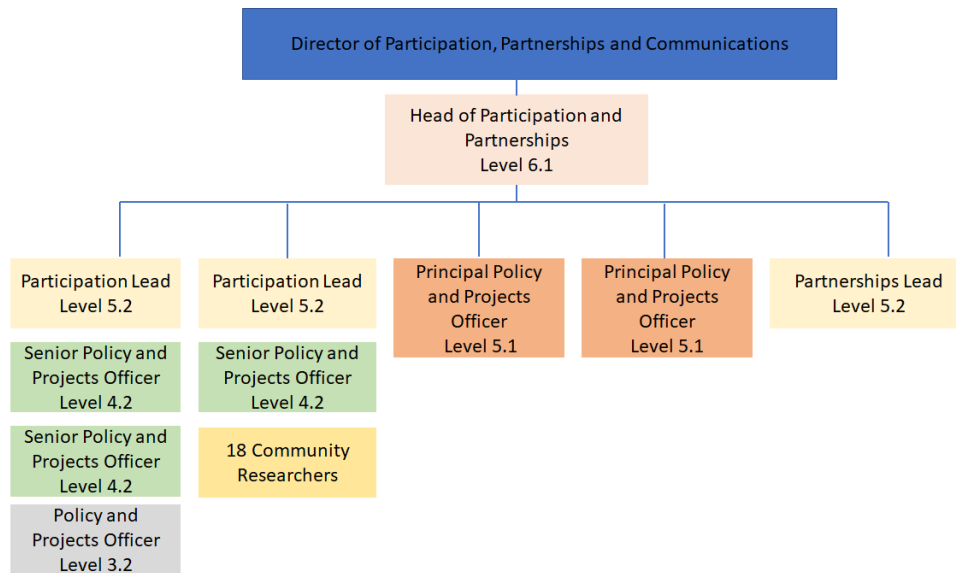 Director of Participation, Partnerships and Communications
Head of Participation and
Partnerships
Level 6.1
Participation Lead
Level 5.2
Senior Policy and
Projects Officer
Level 4.2
Senior Policy and
Projects Officer
Level 4.2
Policy and
Projects Officer
Level 3.2
Participation Lead
Level 5.2
Senior Policy and
Projects Officer
Level 4.2
18 Community
Researchers
Principal Policy
and Projects
Officer
Level 5.1
Principal Policy
and Projects
Officer
Level 5.1
Partnerships Lead
Level 5.2